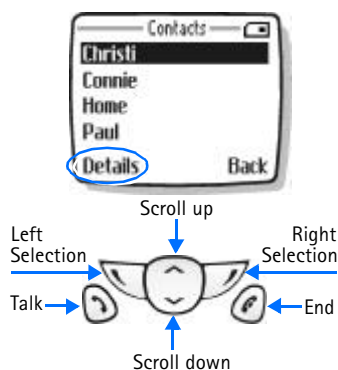 Contacts
Christi
Connie
Home
Paul
Details Back
Scroll up
Left Selection
Right Selection
Talk
End
Scroll down